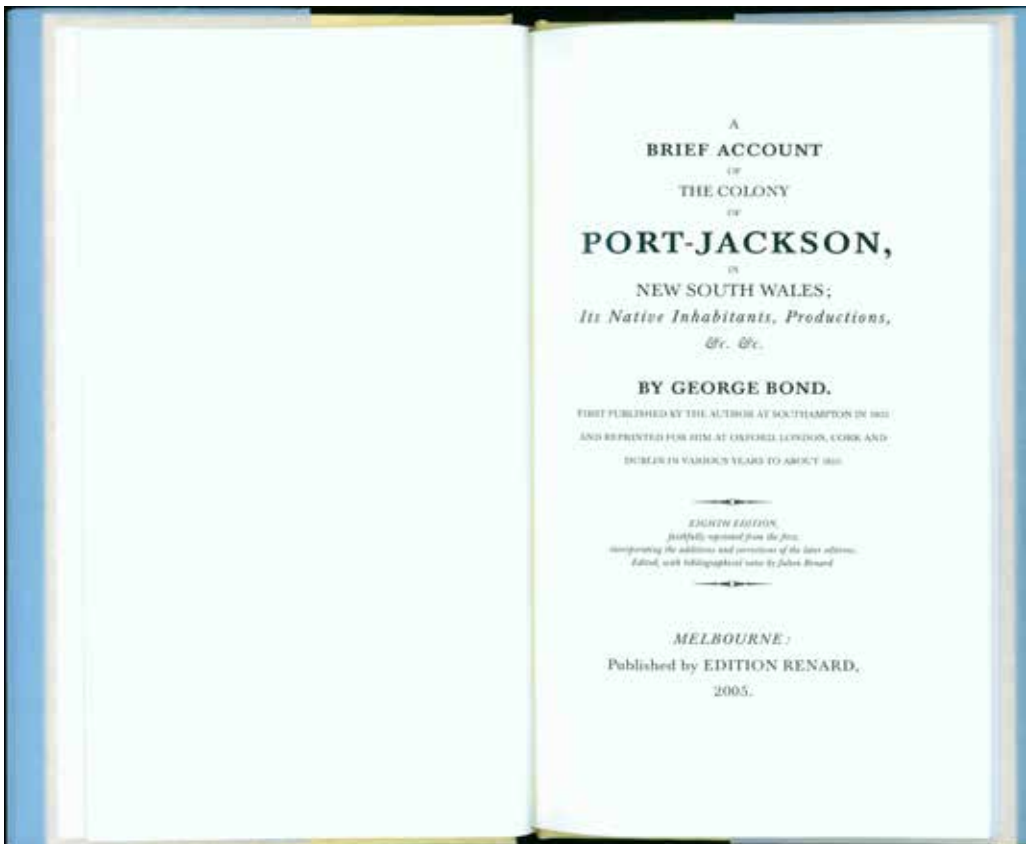 A
BRIEF ACCOUNT
OF
THE COLONY
OF
PORT-JACKSON,
IN
NEW SOUTH WALES;
Its Native Inhabitants, Productions,
&c. &c.
BY GEORGE BOND.
FIRST PUBLISHED BY THE AUTHOR AT SOUTHAMPTON IN
AND REPRINTED FOR HIM AT OXFORD, LONDON, CORK AND
DUBLIN IN VARIOUS YEARS TO ABOUT
EIGHTH EDITION,
faithfully reprinted from the first,
incorporating the additions and corrections of the later editions.
Edited, with bibliographical notes by Julien Renard
MELBOURNE:
Published by EDITION RENARD,
2005.